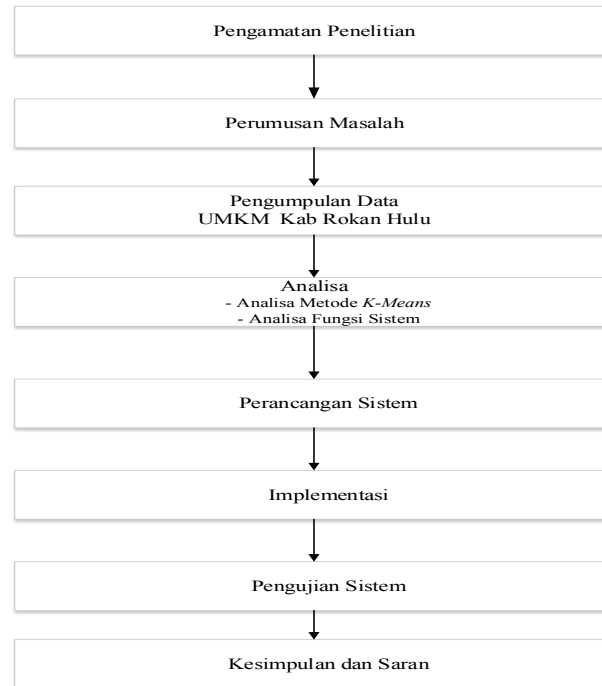 Pengamatan Penelitian
Perumusan Masalah
Pengumpulan Data
UMKM Kab Rokan Hulu
Analisa
- Analisa Metode K-Means
- Analisa Fungsi Sistem
Perancangan Sistem
Implementasi
Pengujian Sistem
Kesimpulan dan Saran